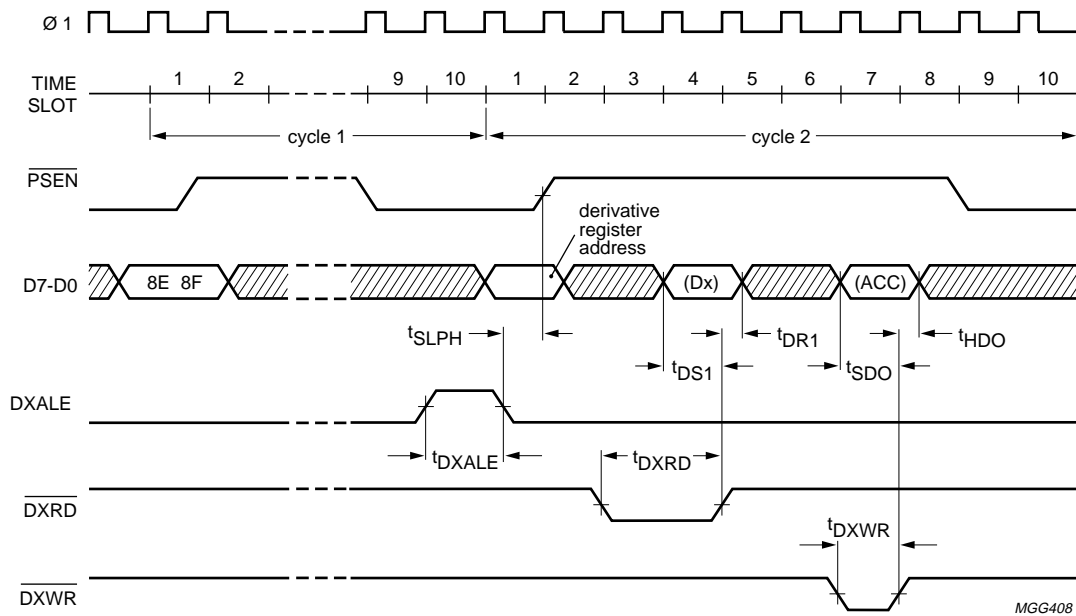 Ø 1
TIME SLOT
1 2 9 10 1 2 3 4 5 6 7 8 9 10
cycle 1 cycle 2
PSEN
derivative
register
address
D7-D0
8E 8F (Dx) (ACC)
tSLPH tDR1 tHDO
tDS1 tSDO
DXALE
tDXALE tDXRD
DXRD
tDXWR
DXWR
MGG408